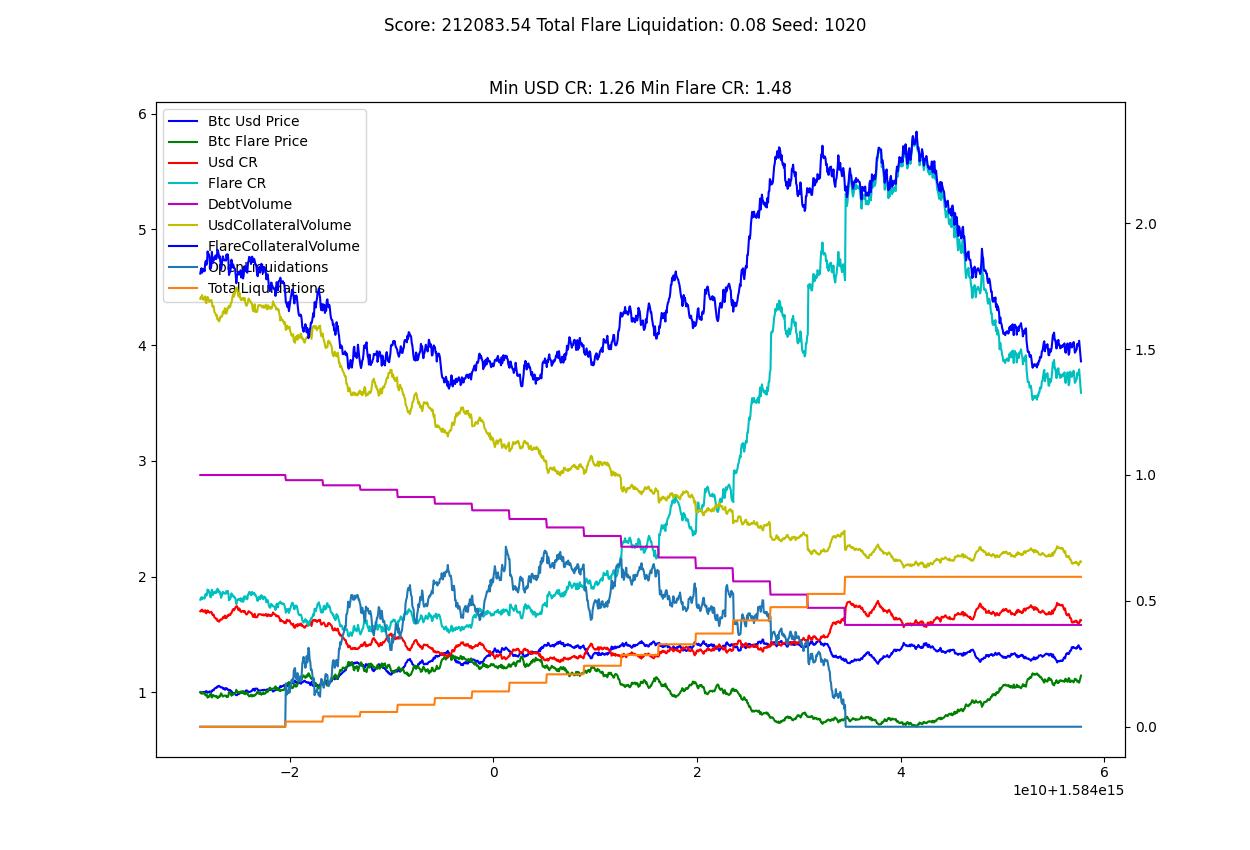 Score: 212083.54 Total Flare Liquidation: 0.08 Seed: 1020
Min USD CR: 1.26 Min Flare CR: 1.48
Btc Usd Price
Btc Flare Price
Usd CR
Flare CR
DebtVolume
UsdCollateralVolume
FlareCollateralVolume
OpenLiquidations
TotalLiquidations
6
5
4
3
2
1
2.0
1.5
1.0
0.5
0.0
−2
0
2
4
6
1e10+1.584e15